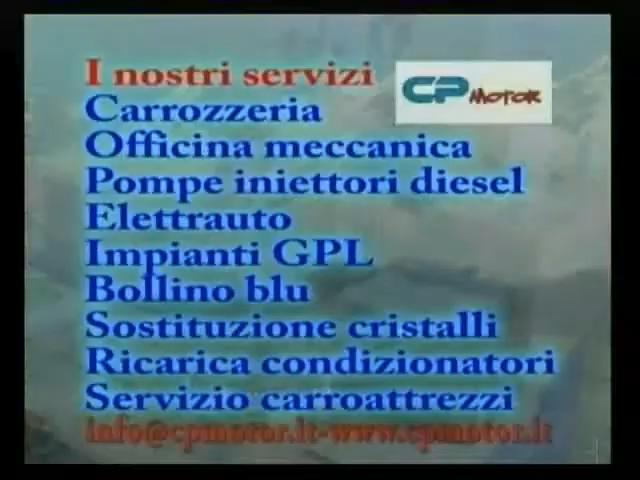 I nostri servizi
CP MOTOR
Carrozzeria
Officina meccanica
Pompe iniettori diesel
Elettrauto
Impianti GPL
Bollino blu
Sostituzione cristalli
Ricarica condizionatori
Servizio carroattrezzi
info@cpmotor.it-www.cpmotor.it